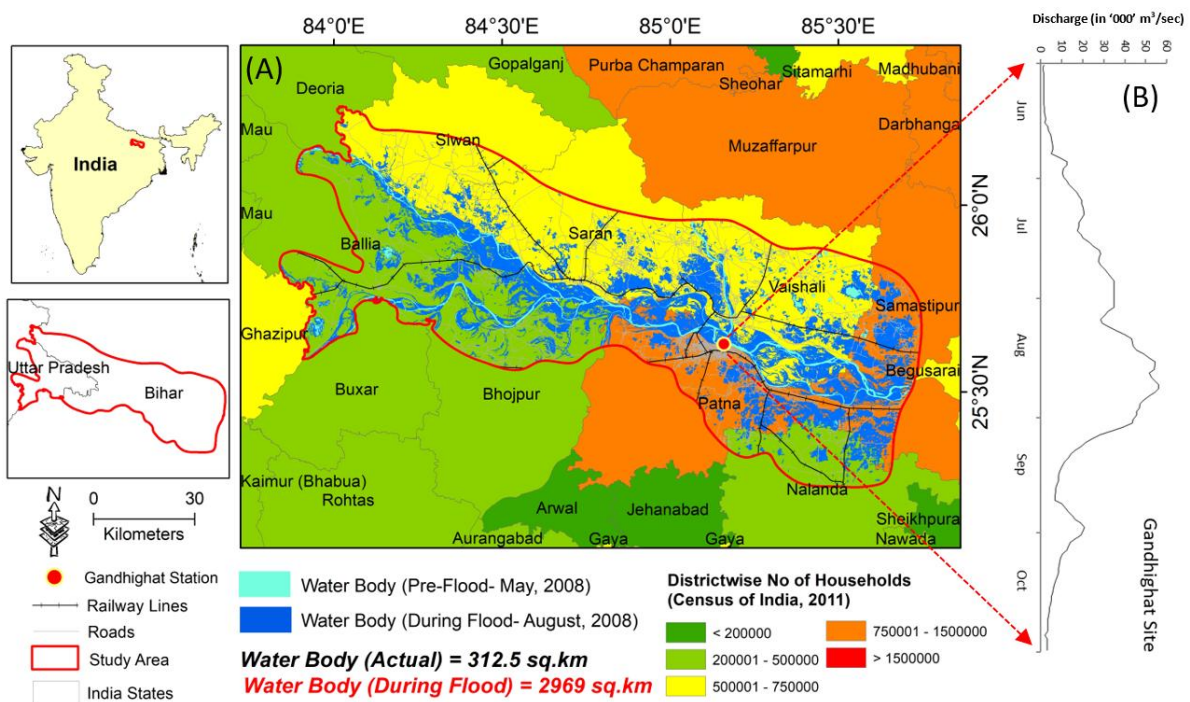 84°0'E
84°30'E
85°0'E
85°30'E
Discharge (in ‘000’ m³/sec)
0
10
20
30
40
50
60
India
(A)
(B)
Gopalganj
Purba Champaran
Sheohar
Sitamarhi
Madhubani
Deoria
Mau
Siwan
Muzaffarpur
Darbhanga
Mau
Ballia
Saran
Vaishali
Samastipur
Ghazipur
Begusarai
Buxar
Bhojpur
Patna
Nalanda
Kaimur (Bhabua)
Rohtas
Arwal
Jehanabad
Sheikhpura
Aurangabad
Gaya
Gaya
Nawada
26°0'N
25°30'N
Jun
Jul
Aug
Sep
Oct
Gandhighat Site
Uttar Pradesh
Bihar
N
0
30
Kilometers
Gandhighat Station
Railway Lines
Roads
Study Area
India States
Water Body (Pre-Flood- May, 2008)
Water Body (During Flood- August, 2008)
Water Body (Actual) = 312.5 sq.km
Water Body (During Flood) = 2969 sq.km
Districtwise No of Households
(Census of India, 2011)
< 200000
200001 - 500000
500001 - 750000
750001 - 1500000
> 1500000